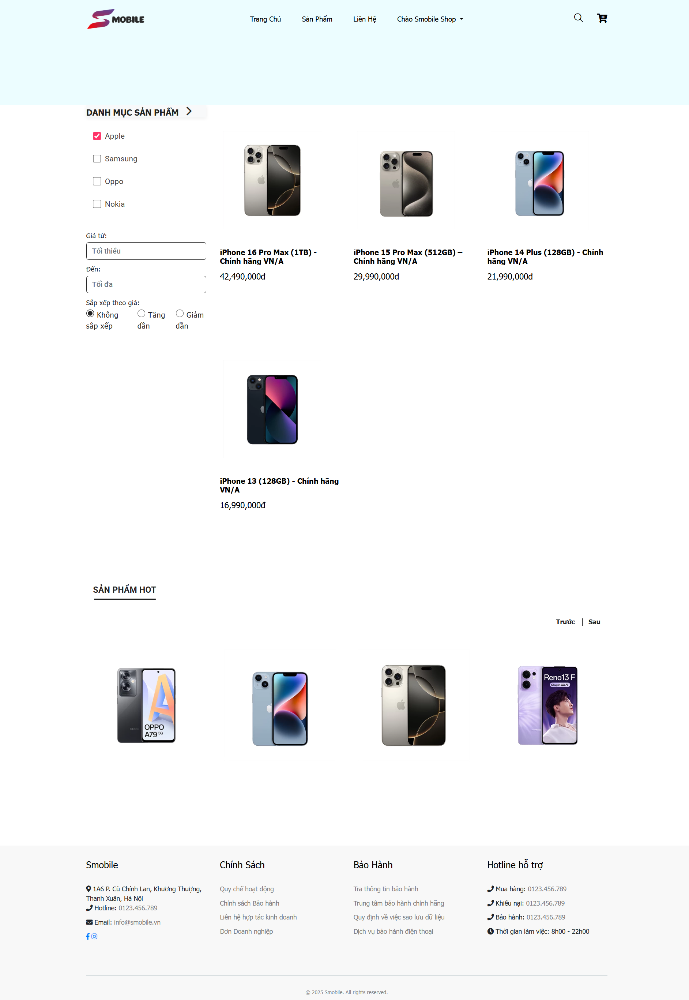 S MOBILE
Trang Chủ
Sản Phẩm
Liên Hệ
Chào Smobile Shop
DANH MỤC SẢN PHẨM
Apple
Samsung
Oppo
Nokia
Giá từ:
Tối thiểu
Đến:
Tối đa
Sắp xếp theo giá:
Không sắp xếp
Tăng dần
Giảm dần
iPhone 16 Pro Max (1TB) -
Chính hãng VN/A
42,490,000đ
iPhone 15 Pro Max (512GB) –
Chính hãng VN/A
29,990,000đ
iPhone 14 Plus (128GB) - Chính
hãng VN/A
21,990,000đ
iPhone 13 (128GB) - Chính hãng
VN/A
16,990,000đ
SẢN PHẨM HOT
Trước | Sau
OPPO
A79 5G
Reno13 F
Chuyên Gia AI
Smobile
1A6 P. Cù Chính Lan, Khương Thượng,
Thanh Xuân, Hà Nội
Hotline: 0123.456.789
Email: info@smobile.vn
Chính Sách
Quy chế hoạt động
Chính sách Bảo hành
Liên hệ hợp tác kinh doanh
Đơn Doanh nghiệp
Bảo Hành
Tra thông tin bảo hành
Trung tâm bảo hành chính hãng
Quy định về việc sao lưu dữ liệu
Dịch vụ bảo hành điện thoại
Hotline hỗ trợ
Mua hàng: 0123.456.789
Khiếu nại: 0123.456.789
Bảo hành: 0123.456.789
Thời gian làm việc: 8h00 - 22h00
© 2025 Smobile. All rights reserved.